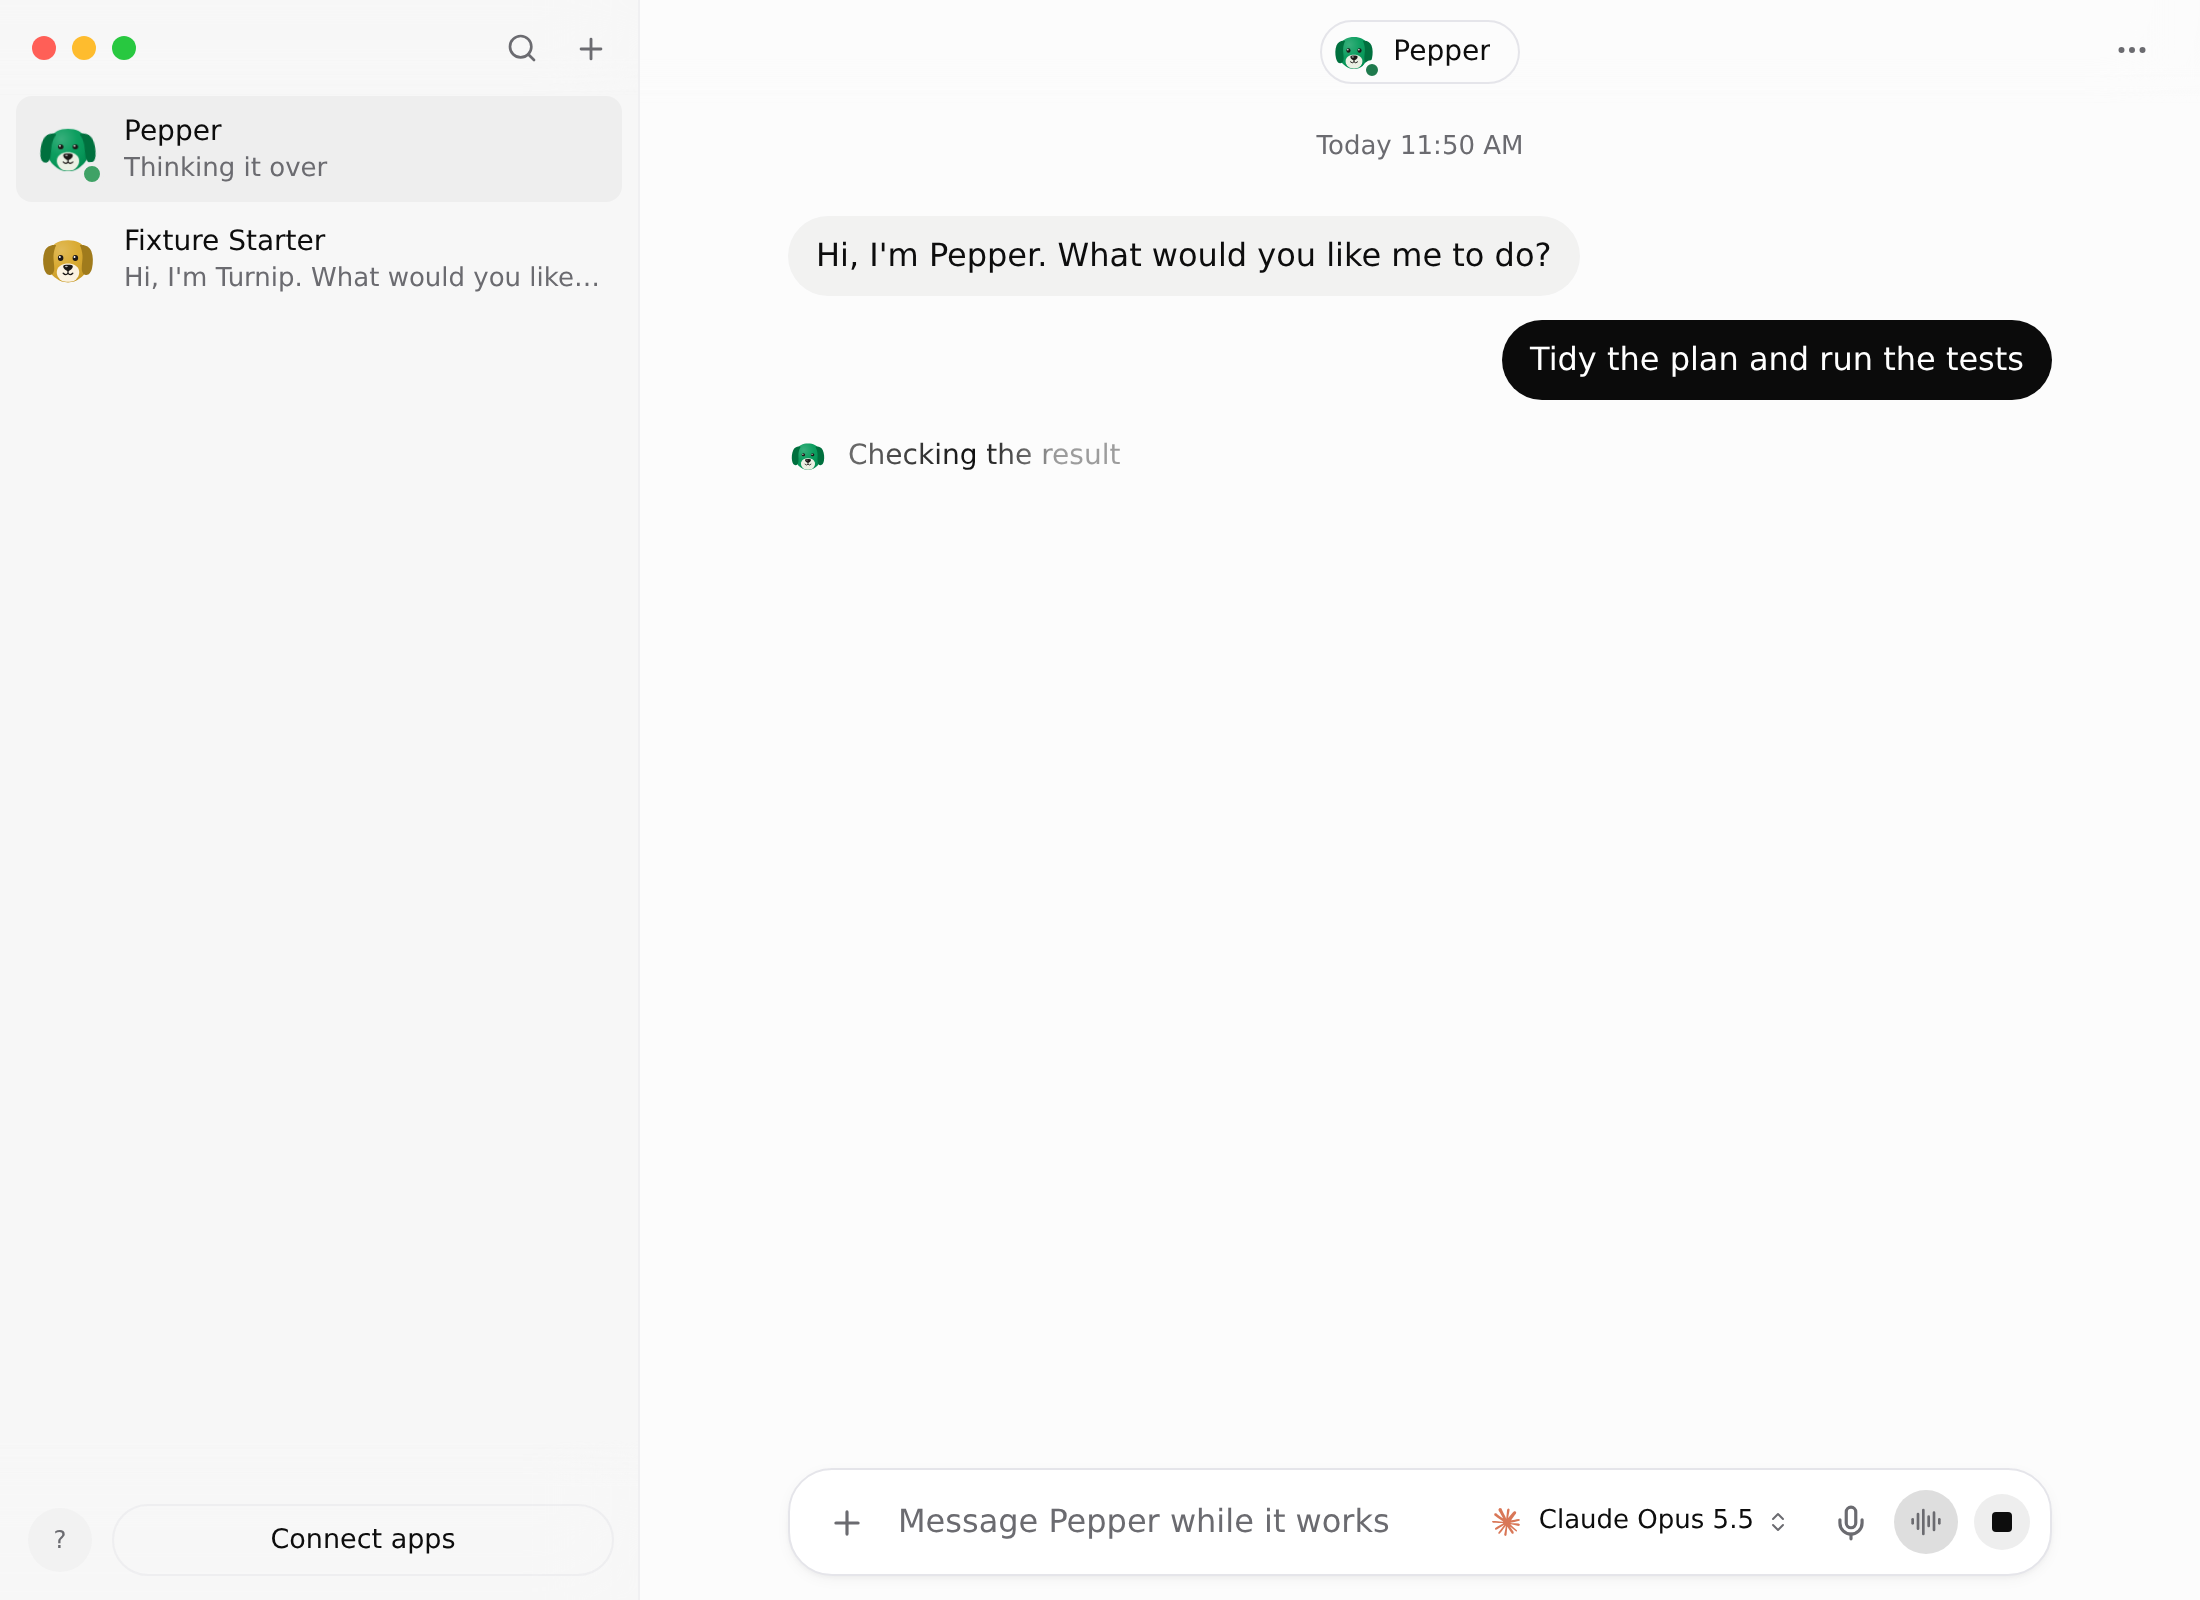 Pepper
Thinking it over
Fixture Starter
Hi, I'm Turnip. What would you like...
? Connect apps
Pepper
Today 11:50 AM
Hi, I'm Pepper. What would you like me to do?
Tidy the plan and run the tests
Checking the result
Message Pepper while it works Claude Opus 5.5